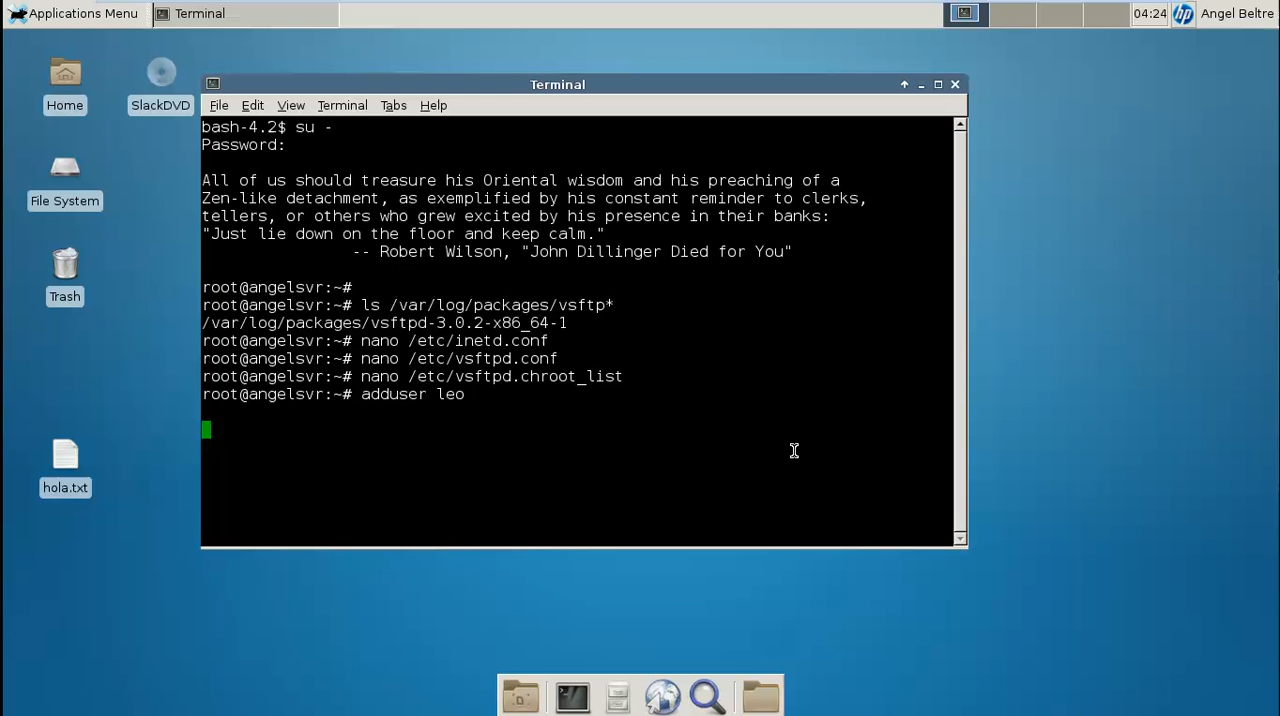 Applications Menu Terminal 04:24 hp Angel Beltre
Home
SlackDVD
File System
Trash
hola.txt
Terminal
File Edit View Terminal Tabs Help
bash-4.2$ su -
Password:
All of us should treasure his Oriental wisdom and his preaching of a
Zen-like detachment, as exemplified by his constant reminder to clerks,
tellers, or others who grew excited by his presence in their banks:
"Just lie down on the floor and keep calm."
-- Robert Wilson, "John Dillinger Died for You"
root@angelsvr:~#
root@angelsvr:~# ls /var/log/packages/vsftp*
/var/log/packages/vsftpd-3.0.2-x86_64-1
root@angelsvr:~# nano /etc/inetd.conf
root@angelsvr:~# nano /etc/vsftpd.conf
root@angelsvr:~# nano /etc/vsftpd.chroot_list
root@angelsvr:~# adduser leo